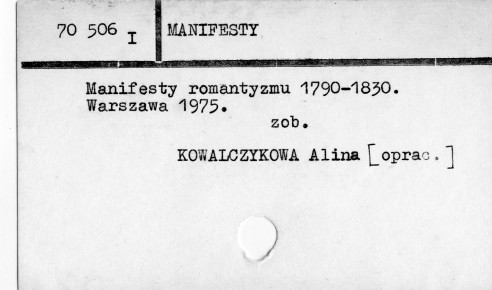 70 506 I MANIFESTY
Manifesty romantyzmu 1790-1830.
Warszawa 1975.
zob.
KOWALCZYKOWA Alina [oprac.]